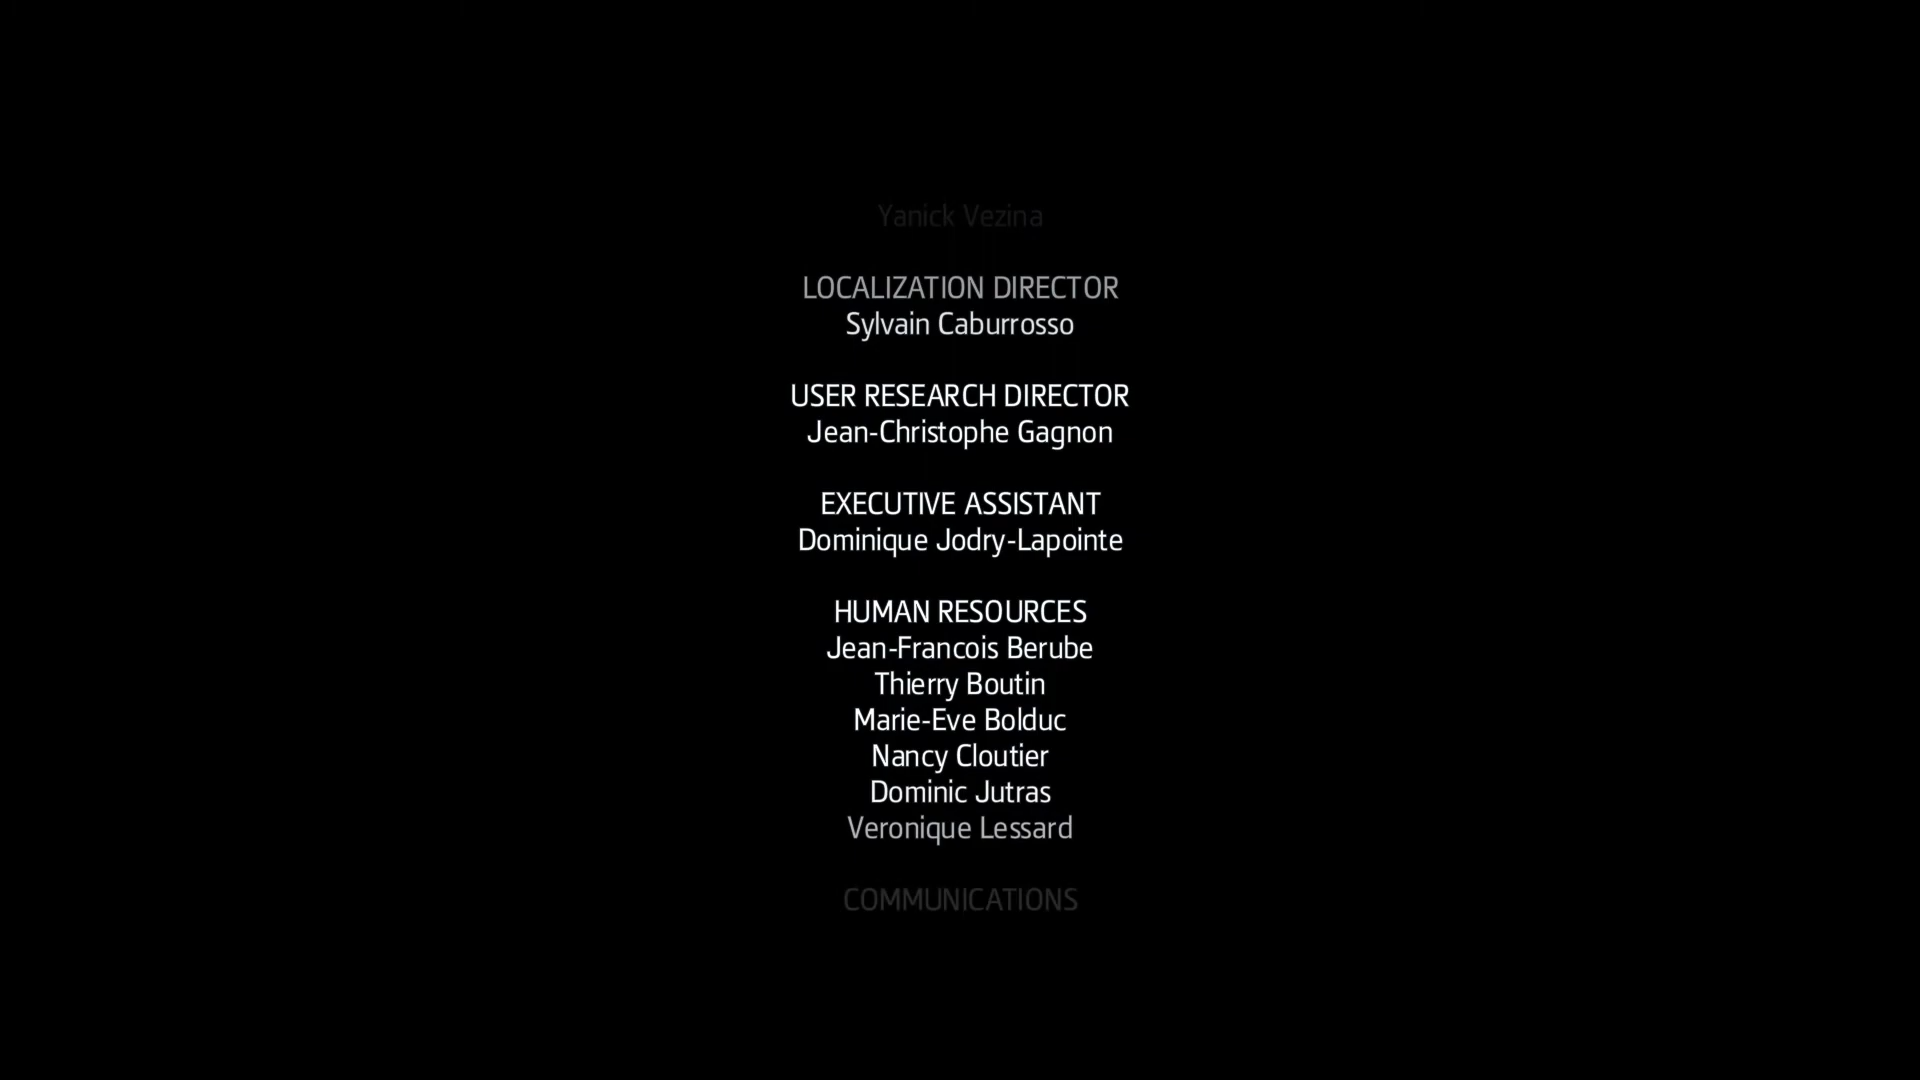 Yanick Vezina
LOCALIZATION DIRECTOR
Sylvain Caburrosso
USER RESEARCH DIRECTOR
Jean-Christophe Gagnon
EXECUTIVE ASSISTANT
Dominique Jodry-Lapointe
HUMAN RESOURCES
Jean-Francois Berube
Thierry Boutin
Marie-Eve Bolduc
Nancy Cloutier
Dominic Jutras
Veronique Lessard
COMMUNICATIONS